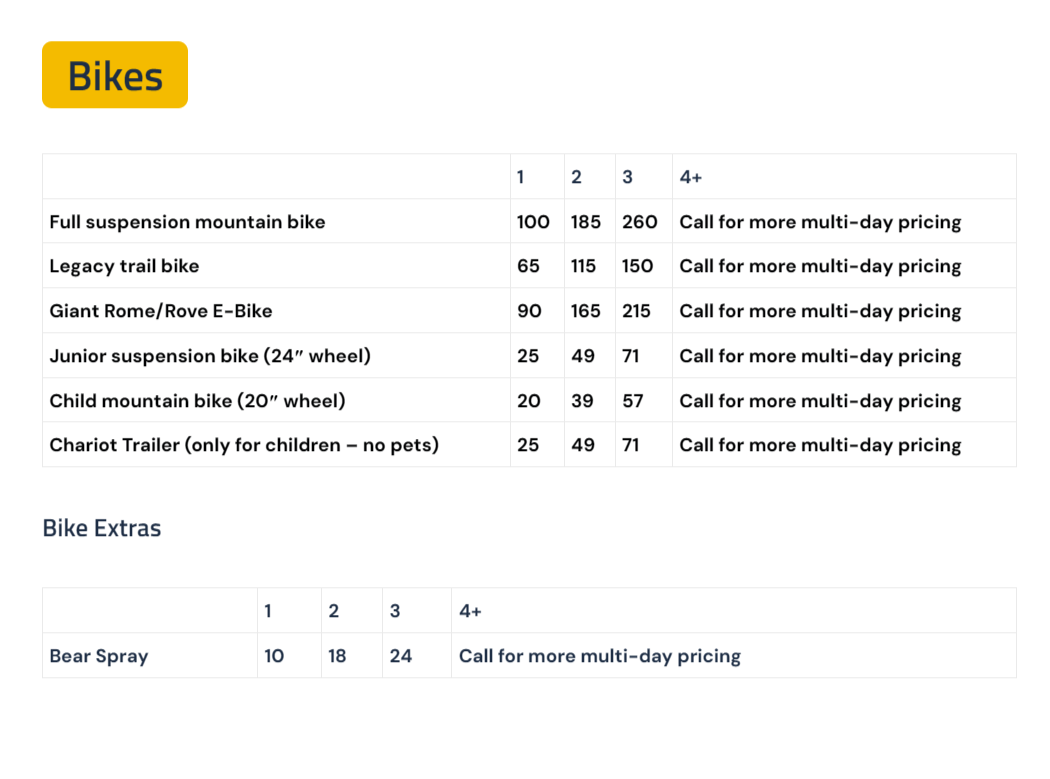 Bikes
1 2 3 4+
Full suspension mountain bike 100 185 260 Call for more multi-day pricing
Legacy trail bike 65 115 150 Call for more multi-day pricing
Giant Rome/Rove E-Bike 90 165 215 Call for more multi-day pricing
Junior suspension bike (24″ wheel) 25 49 71 Call for more multi-day pricing
Child mountain bike (20″ wheel) 20 39 57 Call for more multi-day pricing
Chariot Trailer (only for children – no pets) 25 49 71 Call for more multi-day pricing
Bike Extras
1 2 3 4+
Bear Spray 10 18 24 Call for more multi-day pricing